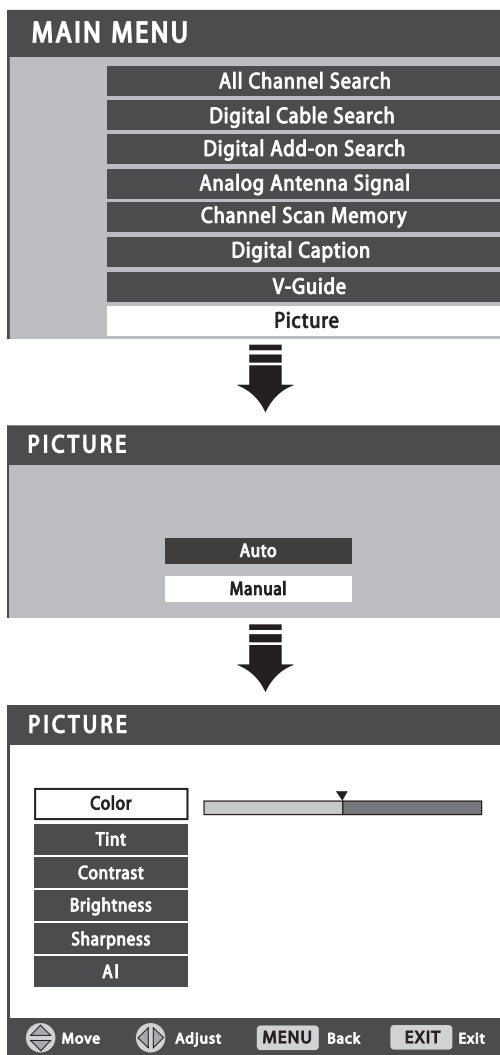 MAIN MENU
All Channel Search
Digital Cable Search
Digital Add-on Search
Analog Antenna Signal
Channel Scan Memory
Digital Caption
V-Guide
Picture
PICTURE
Auto
Manual
PICTURE
Color
Tint
Contrast
Brightness
Sharpness
AI
Move Adjust MENU Back EXIT Exit